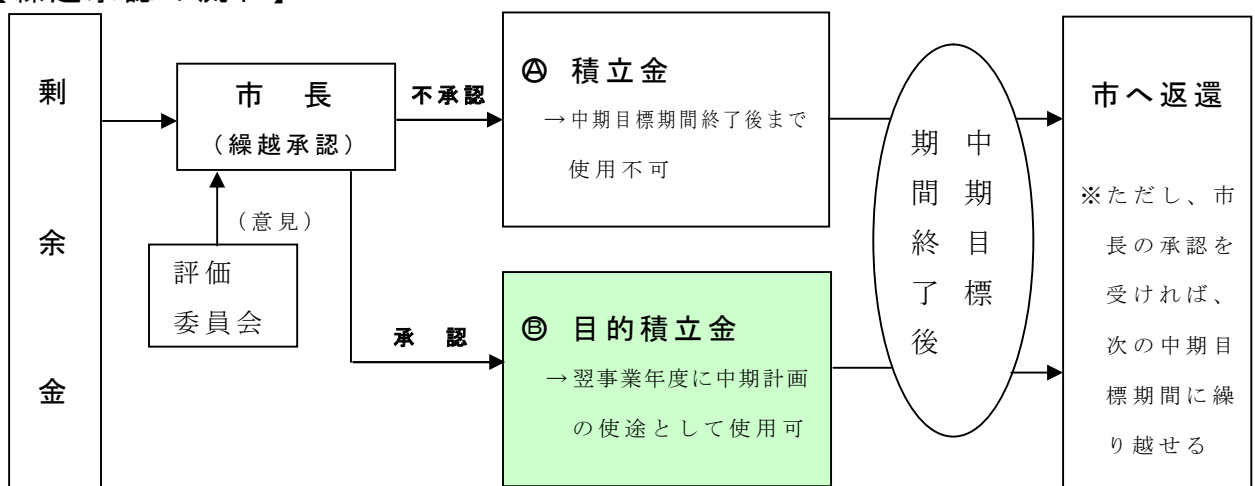 剰余金
市　長
（繰越承認）
（意見）
評価
委員会
不承認
承　認
Ⓐ 積立金
→中期目標期間終了後まで
使用不可
Ⓑ 目的積立金
→翌事業年度に中期計画
の使途として使用可
中期目標
期間終了後
市へ返還
※ただし、市
長の承認を
受ければ、
次の中期目
標期間に繰
り越せる